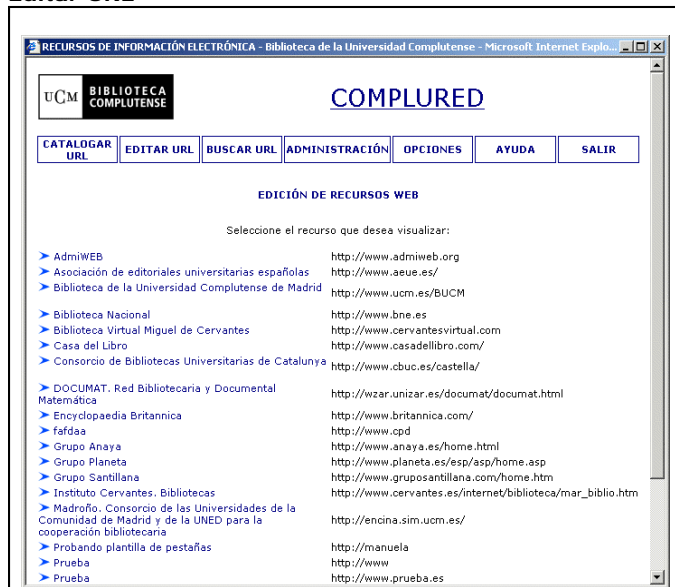 Editar URL
RECURSOS DE INFORMACIÓN ELECTRÓNICA - Biblioteca de la Universidad Complutense - Microsoft Internet Explo...
UCM BIBLIOTECA
COMPLUTENSE
COMPLURED
CATALOGAR URL EDITAR URL BUSCAR URL ADMINISTRACIÓN OPCIONES AYUDA SALIR
EDICIÓN DE RECURSOS WEB
Seleccione el recurso que desea visualizar:
AdmiWEB http://www.admiweb.org
Asociación de editoriales universitarias españolas http://www.aeue.es/
Biblioteca de la Universidad Complutense de Madrid http://www.ucm.es/BUCM
Biblioteca Nacional http://www.bne.es
Biblioteca Virtual Miguel de Cervantes http://www.cervantesvirtual.com
Casa del Libro http://www.casadellibro.com/
Consorcio de Bibliotecas Universitarias de Catalunya http://www.cbuc.es/castella/
DOCUMAT. Red Bibliotecaria y Documental
Matemática http://wzar.unizar.es/documat/documat.html
Encyclopaedia Britannica http://www.britannica.com/
fafdaa http://www.cpd
Grupo Anaya http://www.anaya.es/home.html
Grupo Planeta http://www.planeta.es/esp/asp/home.asp
Grupo Santillana http://www.gruposantillana.com/home.htm
Instituto Cervantes. Bibliotecas http://www.cervantes.es/internet/biblioteca/mar_biblio.htm
Madroño. Consorcio de las Universidades de la
Comunidad de Madrid y de la UNED para la http://encina.sim.ucm.es/
cooperación bibliotecaria
Probando plantilla de pestañas http://manuela
Prueba http://www
Prueba http://www.prueba.es